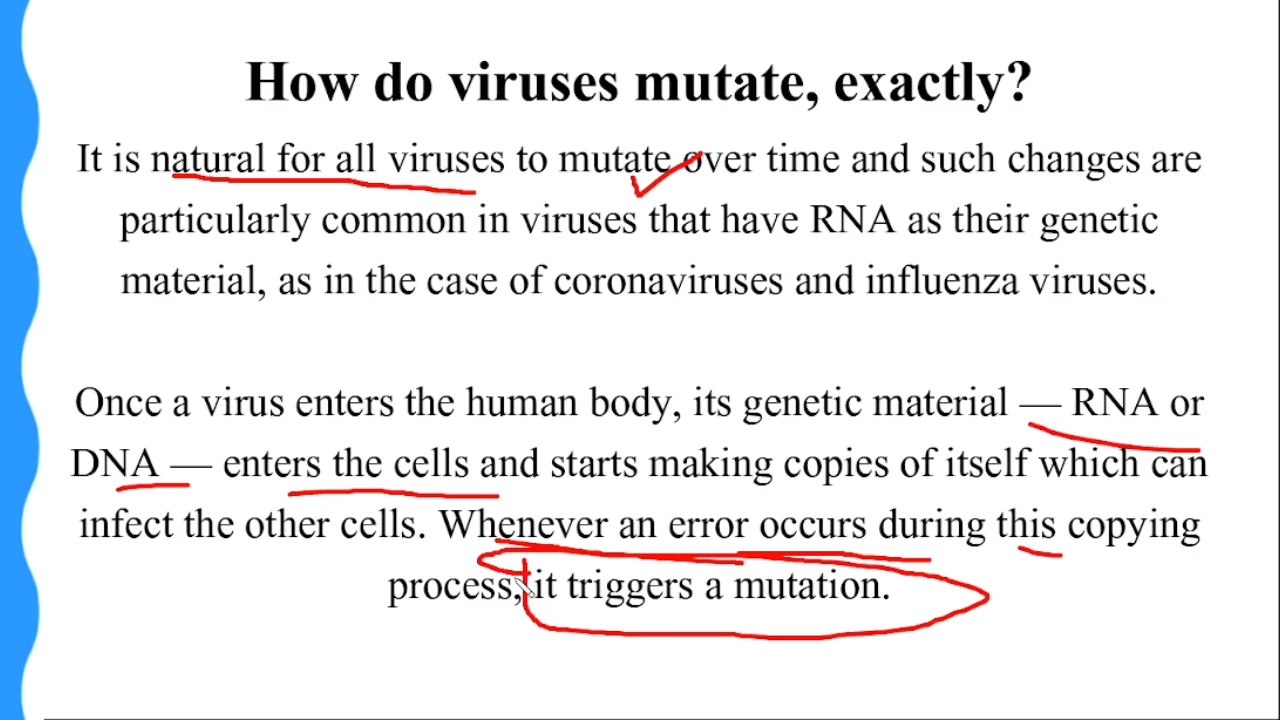 How do viruses mutate, exactly?
It is natural for all viruses to mutate over time and such changes are
particularly common in viruses that have RNA as their genetic
material, as in the case of coronaviruses and influenza viruses.
Once a virus enters the human body, its genetic material — RNA or
DNA — enters the cells and starts making copies of itself which can
infect the other cells. Whenever an error occurs during this copying
process, it triggers a mutation.